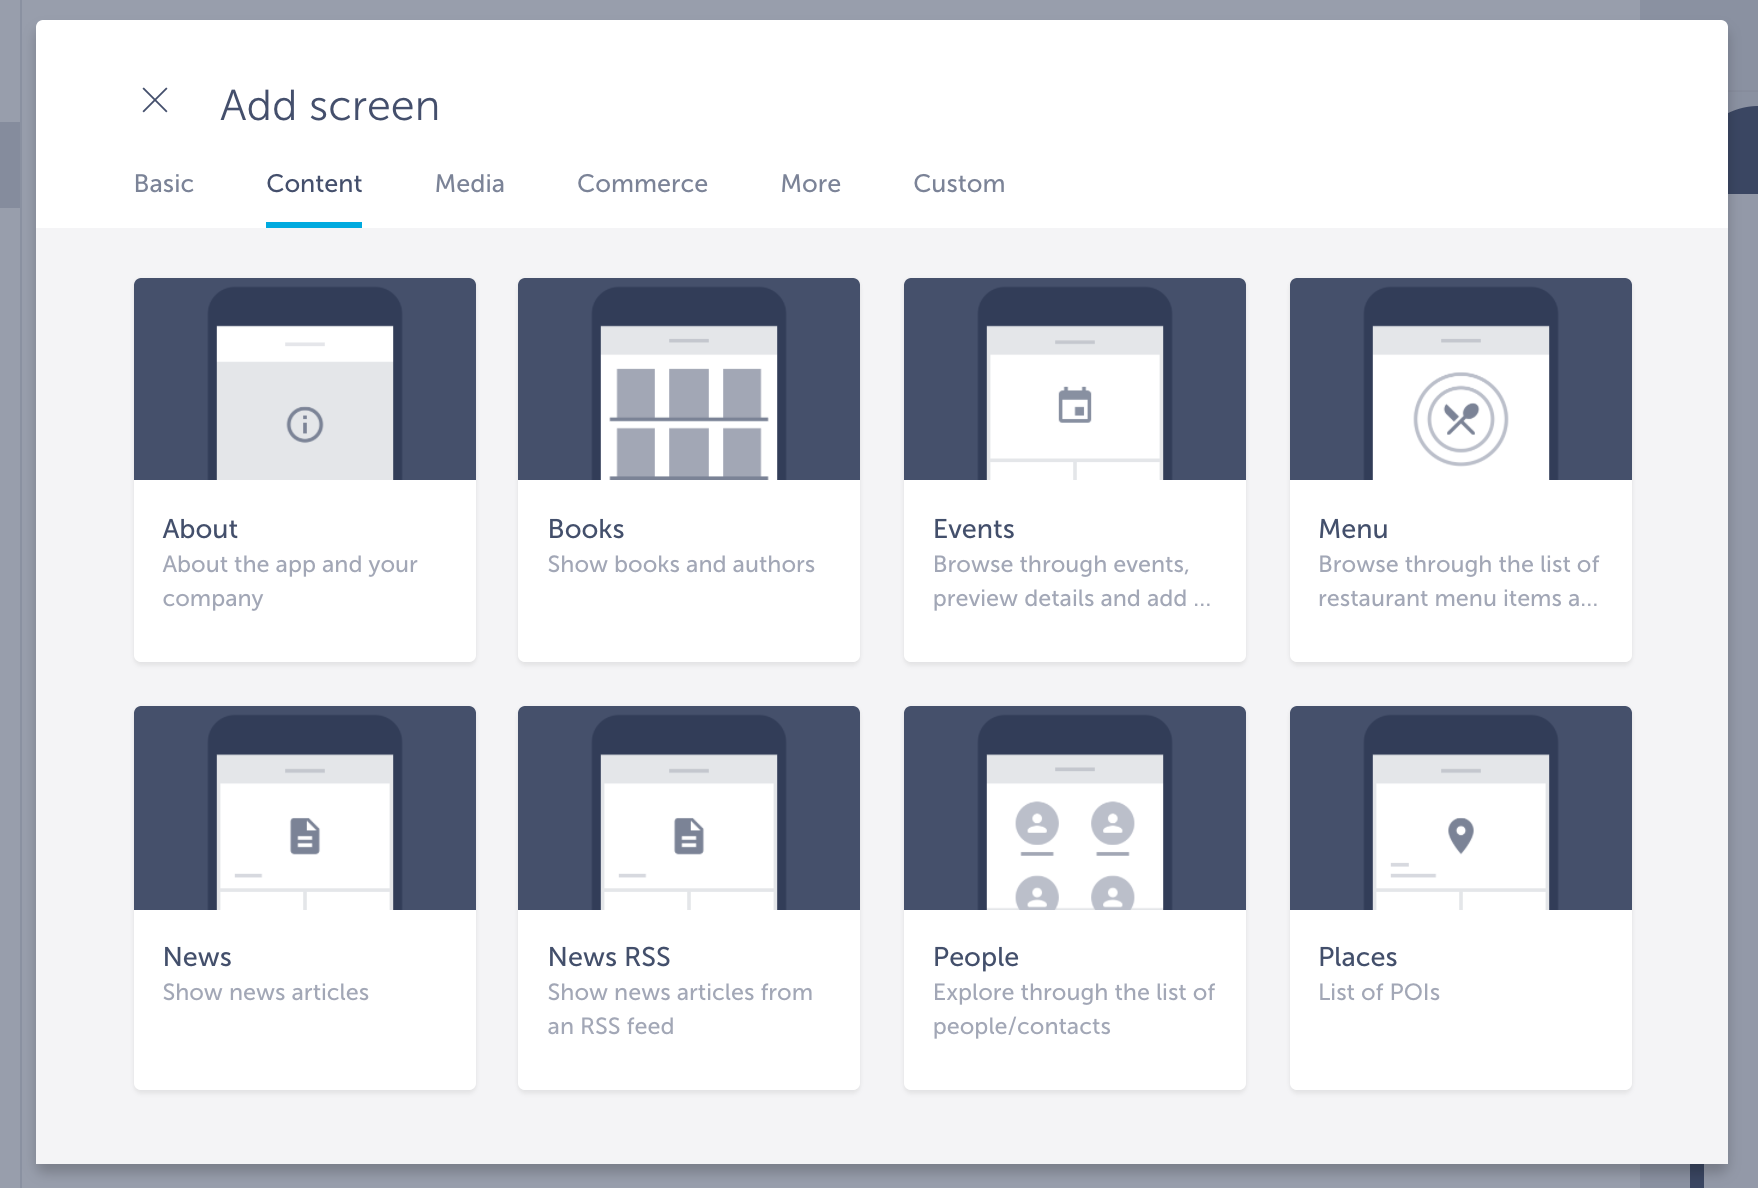 Add screen
Basic Content Media Commerce More Custom
About
About the app and your
company
Books
Show books and authors
Events
Browse through events,
preview details and add ...
Menu
Browse through the list of
restaurant menu items a...
News
Show news articles
News RSS
Show news articles from
an RSS feed
People
Explore through the list of
people/contacts
Places
List of POIs